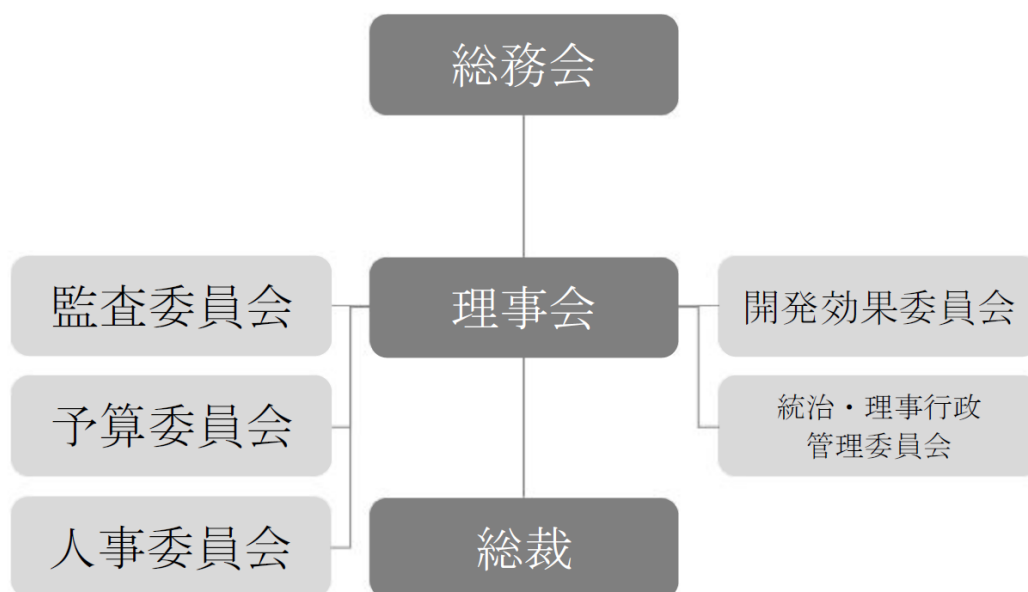 総務会
監査委員会
理事会
開発効果委員会
予算委員会
統治・理事行政
管理委員会
人事委員会
総裁